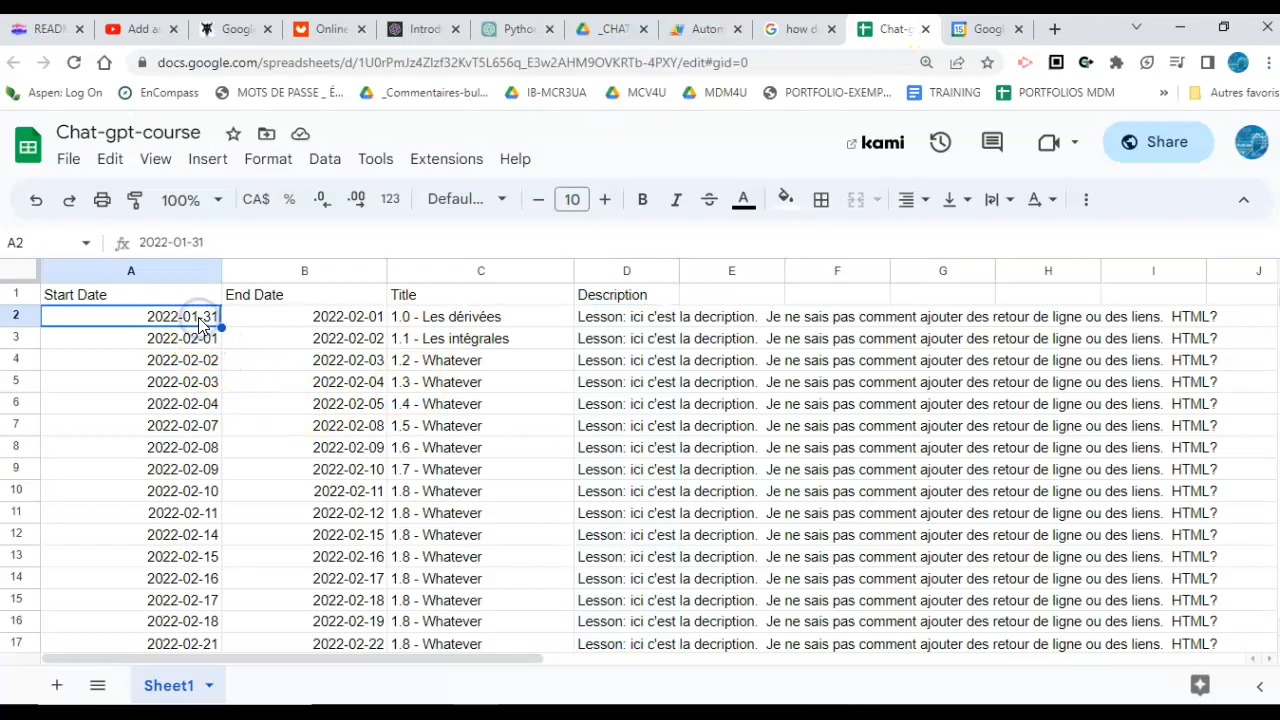 READM
Add a
Googl
Online
Introd
Pytho
_CHAT
Autom
how d
Chat-g
Googl
docs.google.com/spreadsheets/d/1U0rPmJz4Zlzf32KvT5L656q_E3w2AHM9OVKRTb-4PXY/edit#gid=0
Aspen: Log On EnCompass MOTS DE PASSE _ É... _Commentaires-bul... IB-MCR3UA MCV4U MDM4U PORTFOLIO-EXEMP... TRAINING PORTFOLIOS MDM » Autres favoris
Chat-gpt-course
kami
Share
File Edit View Insert Format Data Tools Extensions Help
100% CA$ % .0 .00 123 Defaul... − 10 + B I S A
A2 fx 2022-01-31
A B C D E F G H I J
1 Start Date End Date Title Description
2 2022-01-31 2022-02-01 1.0 - Les dérivées Lesson: ici c'est la decription. Je ne sais pas comment ajouter des retour de ligne ou des liens. HTML?
3 2022-02-01 2022-02-02 1.1 - Les intégrales Lesson: ici c'est la decription. Je ne sais pas comment ajouter des retour de ligne ou des liens. HTML?
4 2022-02-02 2022-02-03 1.2 - Whatever Lesson: ici c'est la decription. Je ne sais pas comment ajouter des retour de ligne ou des liens. HTML?
5 2022-02-03 2022-02-04 1.3 - Whatever Lesson: ici c'est la decription. Je ne sais pas comment ajouter des retour de ligne ou des liens. HTML?
6 2022-02-04 2022-02-05 1.4 - Whatever Lesson: ici c'est la decription. Je ne sais pas comment ajouter des retour de ligne ou des liens. HTML?
7 2022-02-07 2022-02-08 1.5 - Whatever Lesson: ici c'est la decription. Je ne sais pas comment ajouter des retour de ligne ou des liens. HTML?
8 2022-02-08 2022-02-09 1.6 - Whatever Lesson: ici c'est la decription. Je ne sais pas comment ajouter des retour de ligne ou des liens. HTML?
9 2022-02-09 2022-02-10 1.7 - Whatever Lesson: ici c'est la decription. Je ne sais pas comment ajouter des retour de ligne ou des liens. HTML?
10 2022-02-10 2022-02-11 1.8 - Whatever Lesson: ici c'est la decription. Je ne sais pas comment ajouter des retour de ligne ou des liens. HTML?
11 2022-02-11 2022-02-12 1.8 - Whatever Lesson: ici c'est la decription. Je ne sais pas comment ajouter des retour de ligne ou des liens. HTML?
12 2022-02-14 2022-02-15 1.8 - Whatever Lesson: ici c'est la decription. Je ne sais pas comment ajouter des retour de ligne ou des liens. HTML?
13 2022-02-15 2022-02-16 1.8 - Whatever Lesson: ici c'est la decription. Je ne sais pas comment ajouter des retour de ligne ou des liens. HTML?
14 2022-02-16 2022-02-17 1.8 - Whatever Lesson: ici c'est la decription. Je ne sais pas comment ajouter des retour de ligne ou des liens. HTML?
15 2022-02-17 2022-02-18 1.8 - Whatever Lesson: ici c'est la decription. Je ne sais pas comment ajouter des retour de ligne ou des liens. HTML?
16 2022-02-18 2022-02-19 1.8 - Whatever Lesson: ici c'est la decription. Je ne sais pas comment ajouter des retour de ligne ou des liens. HTML?
17 2022-02-21 2022-02-22 1.8 - Whatever Lesson: ici c'est la decription. Je ne sais pas comment ajouter des retour de ligne ou des liens. HTML?
Sheet1